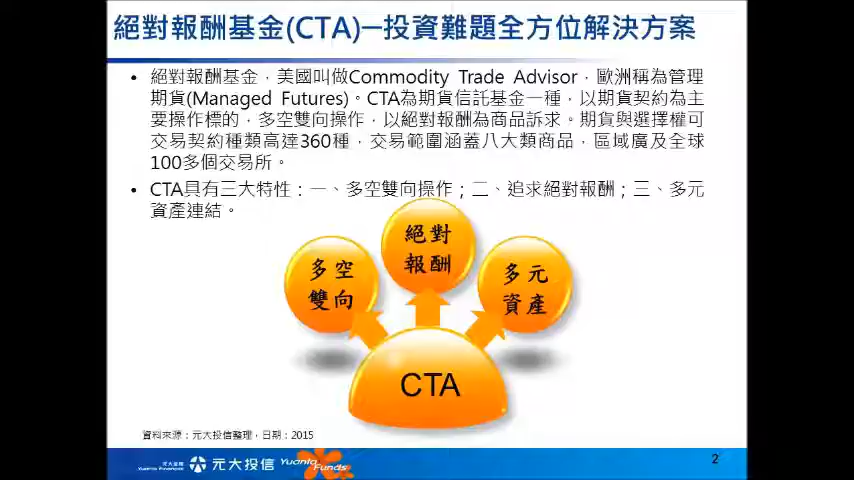 絕對報酬基金(CTA)─投資難題全方位解決方案
• 絕對報酬基金，美國叫做Commodity Trade Advisor，歐洲稱為管理
期貨(Managed Futures)。CTA為期貨信託基金一種，以期貨契約為主
要操作標的，多空雙向操作，以絕對報酬為商品訴求。期貨與選擇權可
交易契約種類高達360種，交易範圍涵蓋八大類商品，區域廣及全球
100多個交易所。
• CTA具有三大特性：一、多空雙向操作；二、追求絕對報酬；三、多元
資產連結。
絕對
報酬
多空
雙向
多元
資產
CTA
資料來源：元大投信整理，日期：2015
元大金控
Yuanta Financial
元大投信
Yuanta
Funds
2